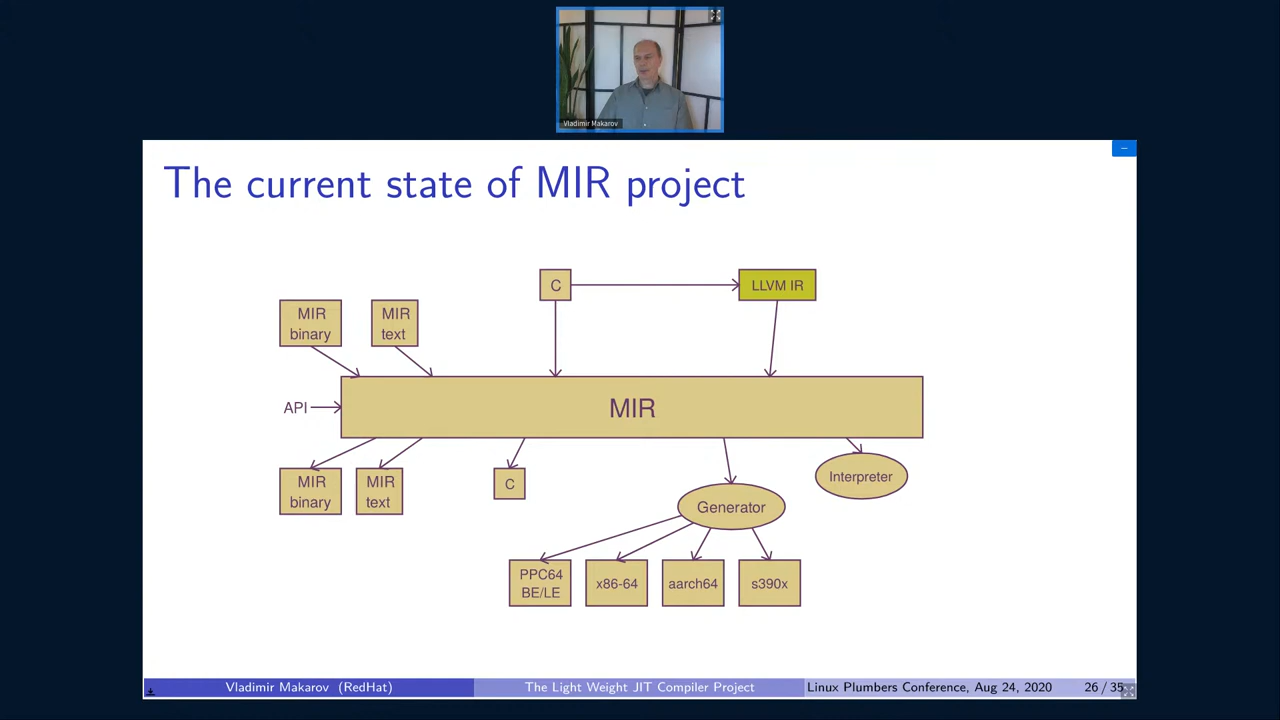 Vladimir Makarov
The current state of MIR project
C
LLVM IR
MIR
binary
MIR
text
API
MIR
MIR
binary
MIR
text
C
Generator
Interpreter
PPC64
BE/LE
x86-64
aarch64
s390x
Vladimir Makarov (RedHat)
The Light Weight JIT Compiler Project
Linux Plumbers Conference, Aug 24, 2020
26 / 35